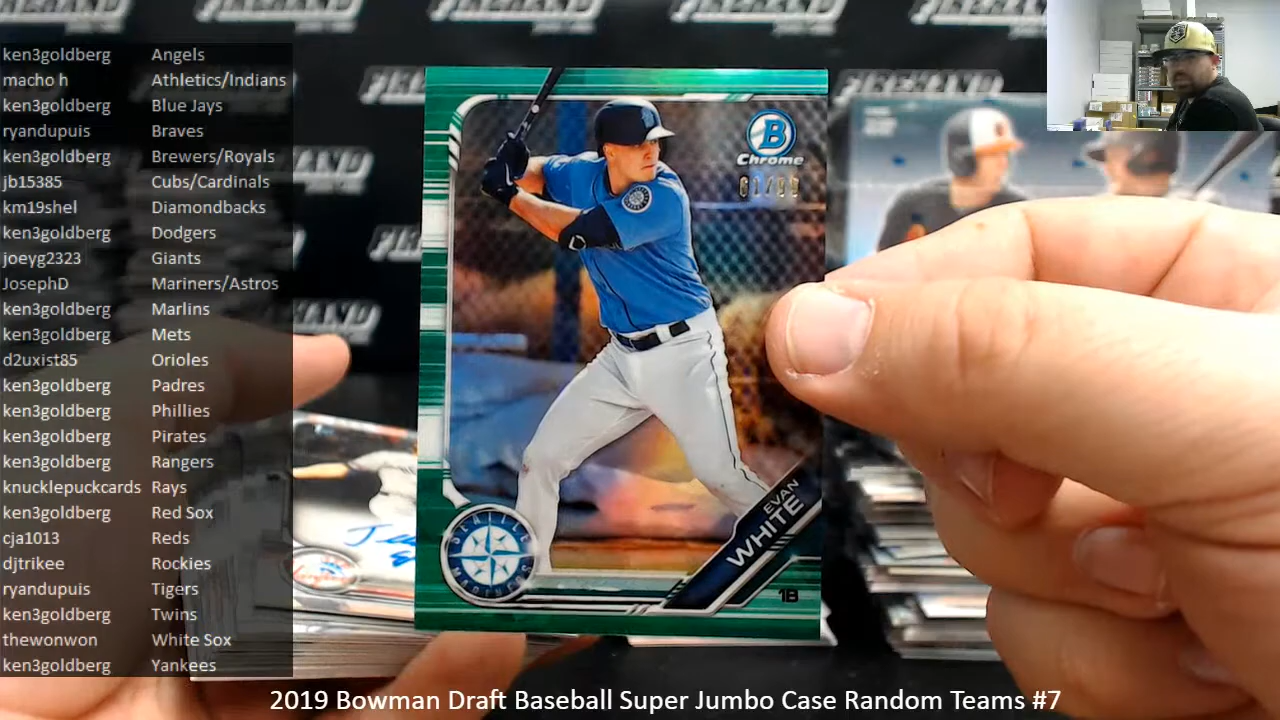 ken3goldberg Angels
macho h Athletics/Indians
ken3goldberg Blue Jays
ryandupuis Braves
ken3goldberg Brewers/Royals
jb15385 Cubs/Cardinals
km19shel Diamondbacks
ken3goldberg Dodgers
joeyg2323 Giants
JosephD Mariners/Astros
ken3goldberg Marlins
ken3goldberg Mets
d2uxist85 Orioles
ken3goldberg Padres
ken3goldberg Phillies
ken3goldberg Pirates
ken3goldberg Rangers
knucklepuckcards Rays
ken3goldberg Red Sox
cja1013 Reds
djtrikee Rockies
ryandupuis Tigers
ken3goldberg Twins
thewonwon White Sox
ken3goldberg Yankees
B
Chrome
EVAN
WHITE
1B
SEATTLE
MARINERS
FIREHAND
2019 Bowman Draft Baseball Super Jumbo Case Random Teams #7